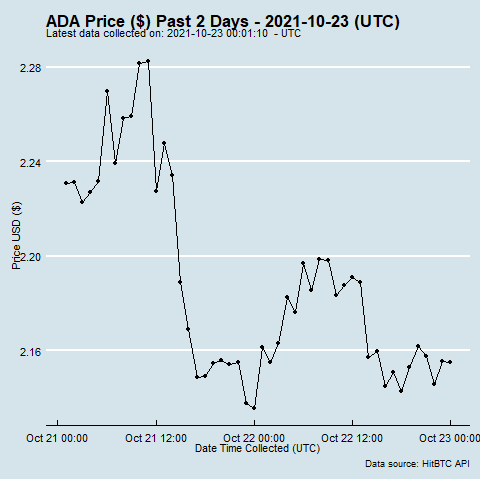 ADA Price ($) Past 2 Days - 2021-10-23 (UTC)
Latest data collected on: 2021-10-23 00:01:10 - UTC
2.28
2.24
2.20
2.16
Price USD ($)
Oct 21 00:00
Oct 21 12:00
Oct 22 00:00
Oct 22 12:00
Oct 23 00:00
Date Time Collected (UTC)
Data source: HitBTC API